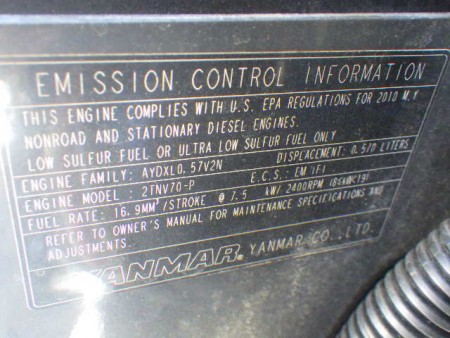 EMISSION CONTROL INFORMATION
THIS ENGINE COMPLIES WITH U.S. EPA REGULATIONS FOR 2010 M.Y
NONROAD AND STATIONARY DIESEL ENGINES.
LOW SULFUR FUEL OR ULTRA LOW SULFUR FUEL ONLY
ENGINE FAMILY: AYDXL0.57V2N DISPLACEMENT: 0.570 LITERS
ENGINE MODEL: 2TNV70-P E.C.S.: EM IFI
FUEL RATE: 16.9MM³/STROKE @ 7.5 kW/ 2400RPM
REFER TO OWNER'S MANUAL FOR MAINTENANCE SPECIFICATIONS AND
ADJUSTMENTS.
YANMAR. YANMAR CO., LTD.